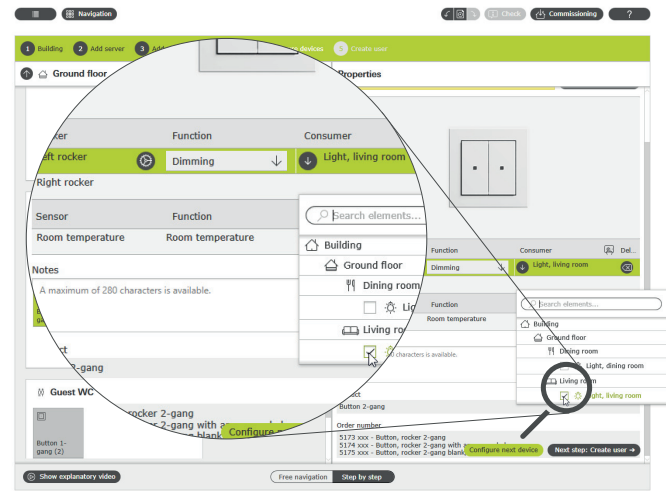 Navigation
Check
Commissioning
?
1 Building
2 Add server
3
devices
5 Create user
Ground floor
Properties
Function
Consumer
eft rocker
Dimming
Light, living room
Right rocker
Sensor
Function
Room temperature
Room temperature
Notes
A maximum of 280 characters is available.
Search elements...
Building
Ground floor
Dining room
Living
Function
Consumer
Del...
Dimming
Light, living room
Function
Room temperature
Search elements...
Building
Ground floor
Dining room
Light, dining room
Living room
Light, living room
characters is available.
2-gang
Guest WC
Button 1-
gang (2)
rocker 2-gang
2-gang with
blank
Configure
Button 2-gang
Order number
5173 xxx - Button, rocker 2-gang
5174 xxx - Button, rocker 2-gang with
5175 xxx - Button, rocker 2-gang blank,
Configure next device
Next step: Create user
Show explanatory video
Free navigation
Step by step